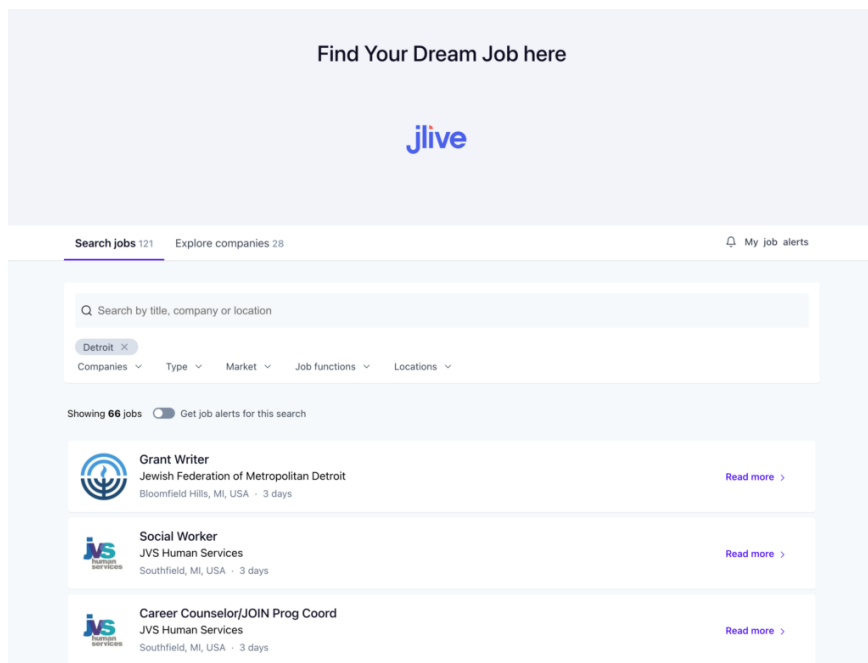 Find Your Dream Job here
jlive
Search jobs 121 Explore companies 28 My job alerts
Search by title, company or location
Detroit
Companies Type Market Job functions Locations
Showing 66 jobs Get job alerts for this search
Grant Writer
Jewish Federation of Metropolitan Detroit
Bloomfield Hills, MI, USA · 3 days
Read more
jvs
human
services
Social Worker
JVS Human Services
Southfield, MI, USA · 3 days
Read more
jvs
human
services
Career Counselor/JOIN Prog Coord
JVS Human Services
Southfield, MI, USA · 3 days
Read more